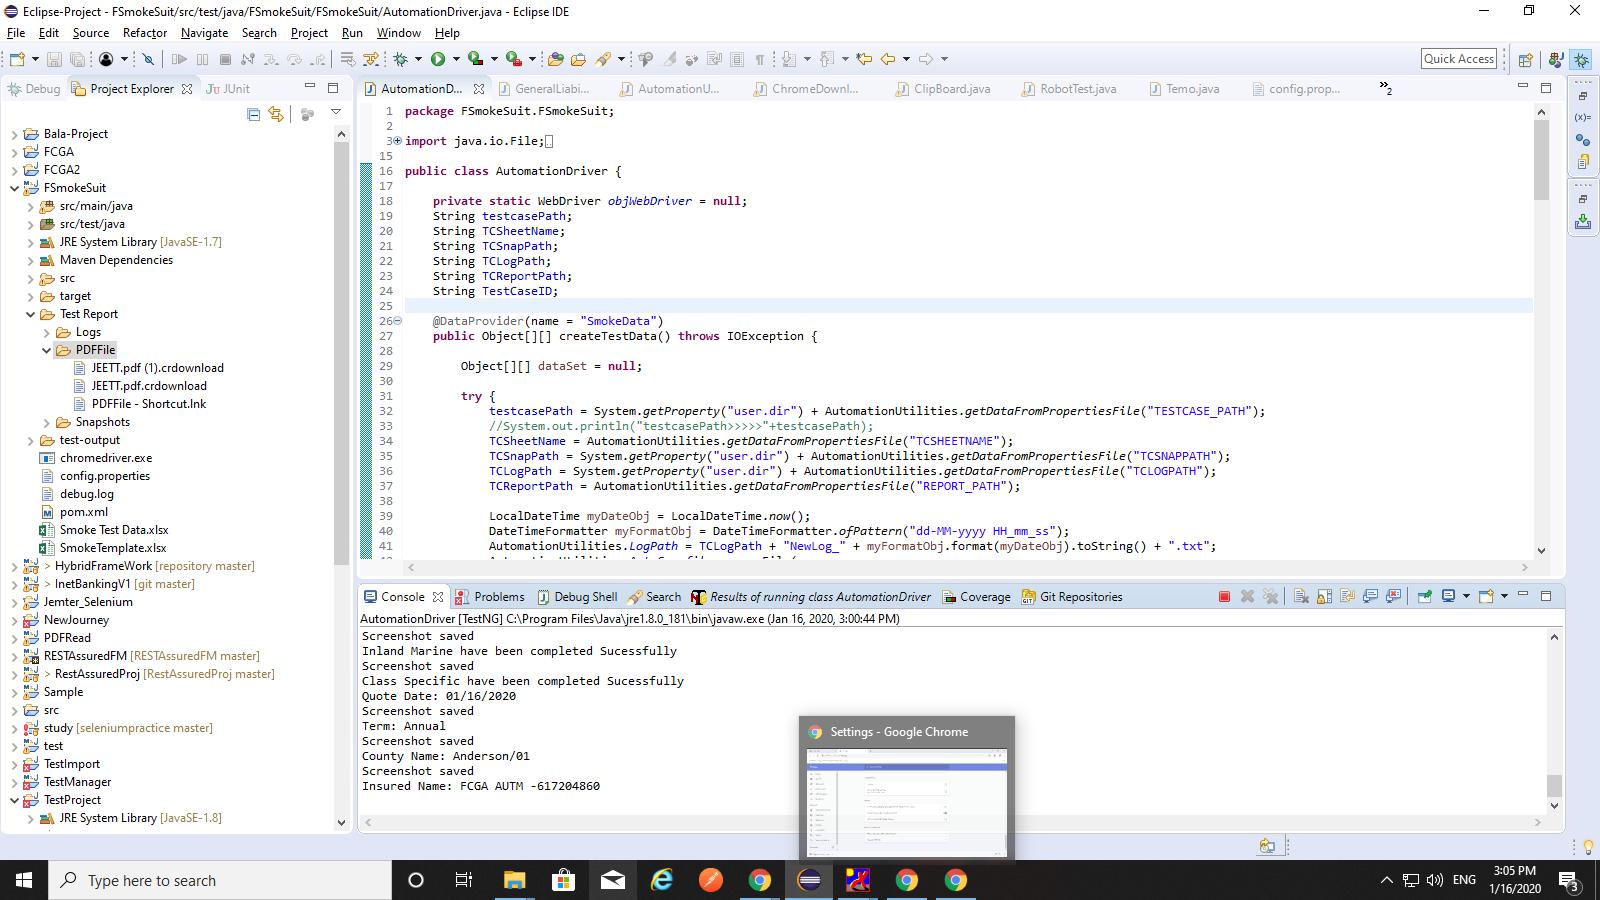 Eclipse-Project - FSmokeSuit/src/test/java/FSmokeSuit/FSmokeSuit/AutomationDriver.java - Eclipse IDE
File Edit Source Refactor Navigate Search Project Run Window Help
Quick Access
Debug Project Explorer JUnit
Bala-Project
FCGA
FCGA2
FSmokeSuit
src/main/java
src/test/java
JRE System Library [JavaSE-1.7]
Maven Dependencies
src
target
Test Report
Logs
PDFFile
JEETT.pdf (1).crdownload
JEETT.pdf.crdownload
PDFFile - Shortcut.lnk
Snapshots
test-output
chromedriver.exe
config.properties
debug.log
pom.xml
Smoke Test Data.xlsx
SmokeTemplate.xlsx
> HybridFrameWork [repository master]
> InetBankingV1 [git master]
Jemter_Selenium
NewJourney
PDFRead
RESTAssuredFM [RESTAssuredFM master]
> RestAssuredProj [RestAssuredProj master]
Sample
src
study [seleniumpractice master]
test
TestImport
TestManager
TestProject
JRE System Library [JavaSE-1.8]
AutomationD... GeneralLiabi... AutomationU... ChromeDownl... ClipBoard.java RobotTest.java Temo.java config.prop... »2
1 package FSmokeSuit.FSmokeSuit;
2
3 import java.io.File;
15
16 public class AutomationDriver {
17
18 private static WebDriver objWebDriver = null;
19 String testcasePath;
20 String TCSheetName;
21 String TCSnapPath;
22 String TCLogPath;
23 String TCReportPath;
24 String TestCaseID;
25
26 @DataProvider(name = "SmokeData")
27 public Object[][] createTestData() throws IOException {
28
29 Object[][] dataSet = null;
30
31 try {
32 testcasePath = System.getProperty("user.dir") + AutomationUtilities.getDataFromPropertiesFile("TESTCASE_PATH");
33 //System.out.println("testcasePath>>>>>"+testcasePath);
34 TCSheetName = AutomationUtilities.getDataFromPropertiesFile("TCSHEETNAME");
35 TCSnapPath = System.getProperty("user.dir") + AutomationUtilities.getDataFromPropertiesFile("TCSNAPPATH");
36 TCLogPath = System.getProperty("user.dir") + AutomationUtilities.getDataFromPropertiesFile("TCLOGPATH");
37 TCReportPath = AutomationUtilities.getDataFromPropertiesFile("REPORT_PATH");
38
39 LocalDateTime myDateObj = LocalDateTime.now();
40 DateTimeFormatter myFormatObj = DateTimeFormatter.ofPattern("dd-MM-yyyy HH_mm_ss");
41 AutomationUtilities.LogPath = TCLogPath + "NewLog_" + myFormatObj.format(myDateObj).toString() + ".txt";
Console Problems Debug Shell Search Results of running class AutomationDriver Coverage Git Repositories
AutomationDriver [TestNG] C:\Program Files\Java\jre1.8.0_181\bin\javaw.exe (Jan 16, 2020, 3:00:44 PM)
Screenshot saved
Inland Marine have been completed Sucessfully
Screenshot saved
Class Specific have been completed Sucessfully
Quote Date: 01/16/2020
Screenshot saved
Term: Annual
Screenshot saved
County Name: Anderson/01
Screenshot saved
Insured Name: FCGA AUTM -617204860
Settings - Google Chrome
Type here to search
ENG
3:05 PM
1/16/2020
3